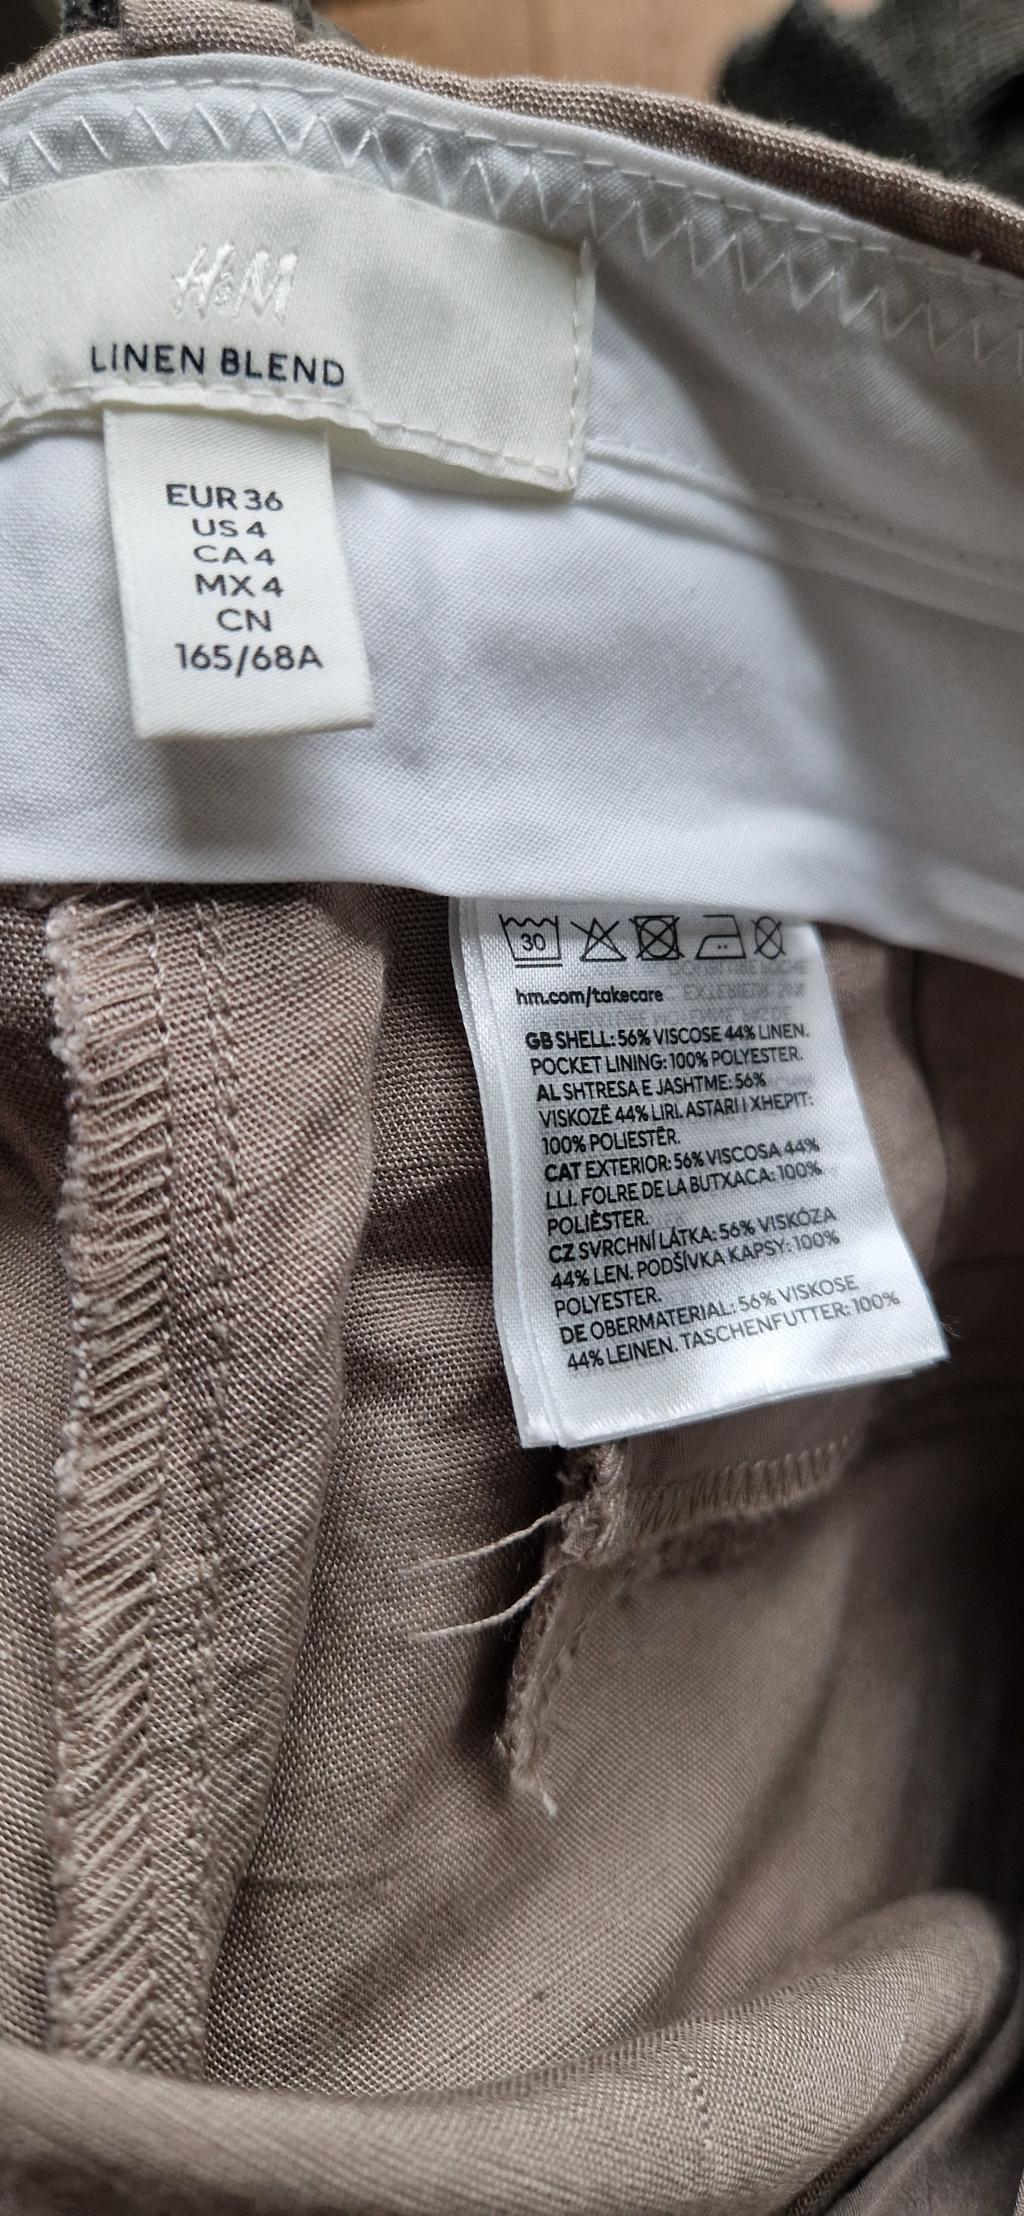 H&M
LINEN BLEND
EUR 36
US 4
CA 4
MX 4
CN
165/68A
30
hm.com/takecare
GB SHELL: 56% VISCOSE 44% LINEN.
POCKET LINING: 100% POLYESTER.
AL SHTRESA E JASHTME: 56%
VISKOZË 44% LIRI. ASTARI I XHEPIT:
100% POLIESTËR.
CAT EXTERIOR: 56% VISCOSA 44%
LLI. FOLRE DE LA BUTXACA: 100%
POLIÈSTER.
CZ SVRCHNÍ LÁTKA: 56% VISKÓZA
44% LEN. PODŠÍVKA KAPSY: 100%
POLYESTER.
DE OBERMATERIAL: 56% VISKOSE
44% LEINEN. TASCHENFUTTER: 100%